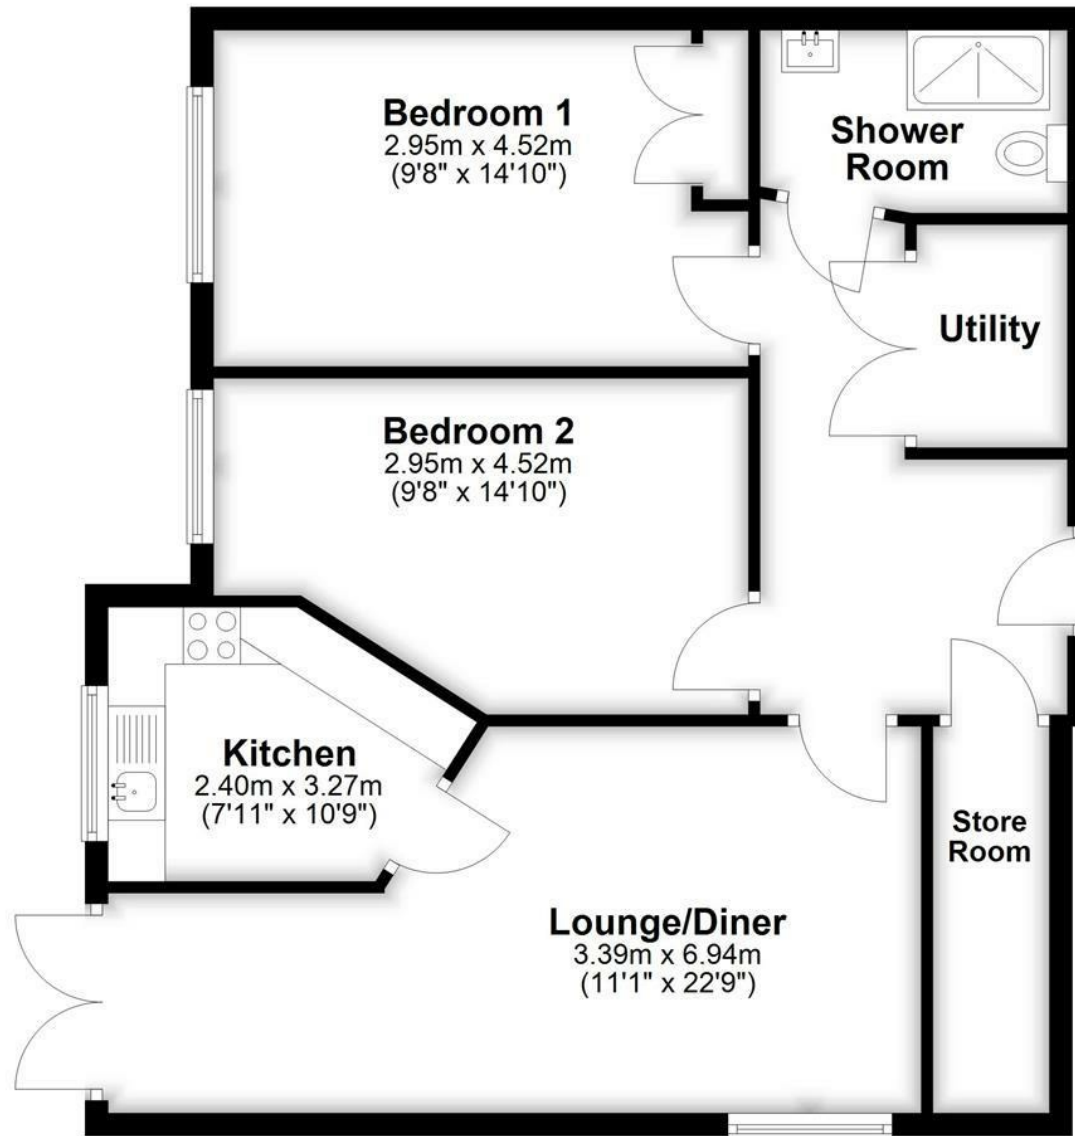 Bedroom 1
2.95m x 4.52m
(9'8" x 14'10")
Shower
Room
Utility
Bedroom 2
2.95m x 4.52m
(9'8" x 14'10")
Kitchen
2.40m x 3.27m
(7'11" x 10'9")
Store
Room
Lounge/Diner
3.39m x 6.94m
(11'1" x 22'9")